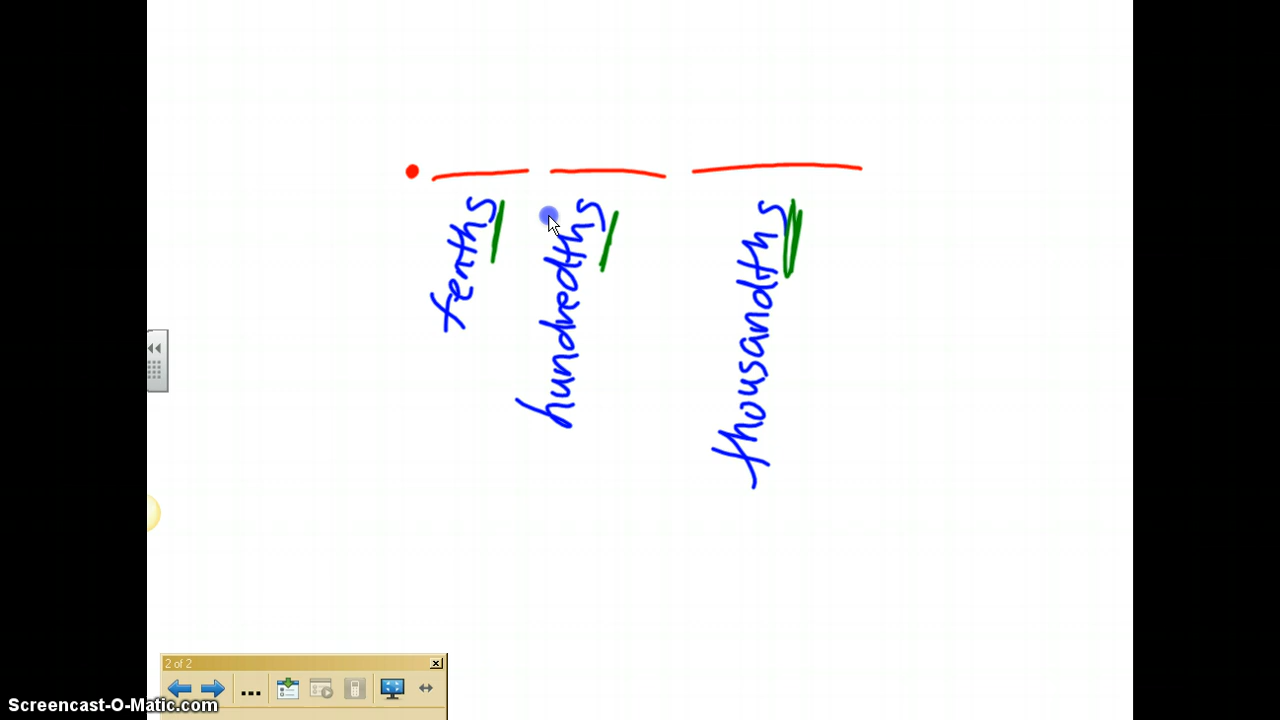 tenths
hundredths
thousandths
2 of 2
Screencast-O-Matic.com